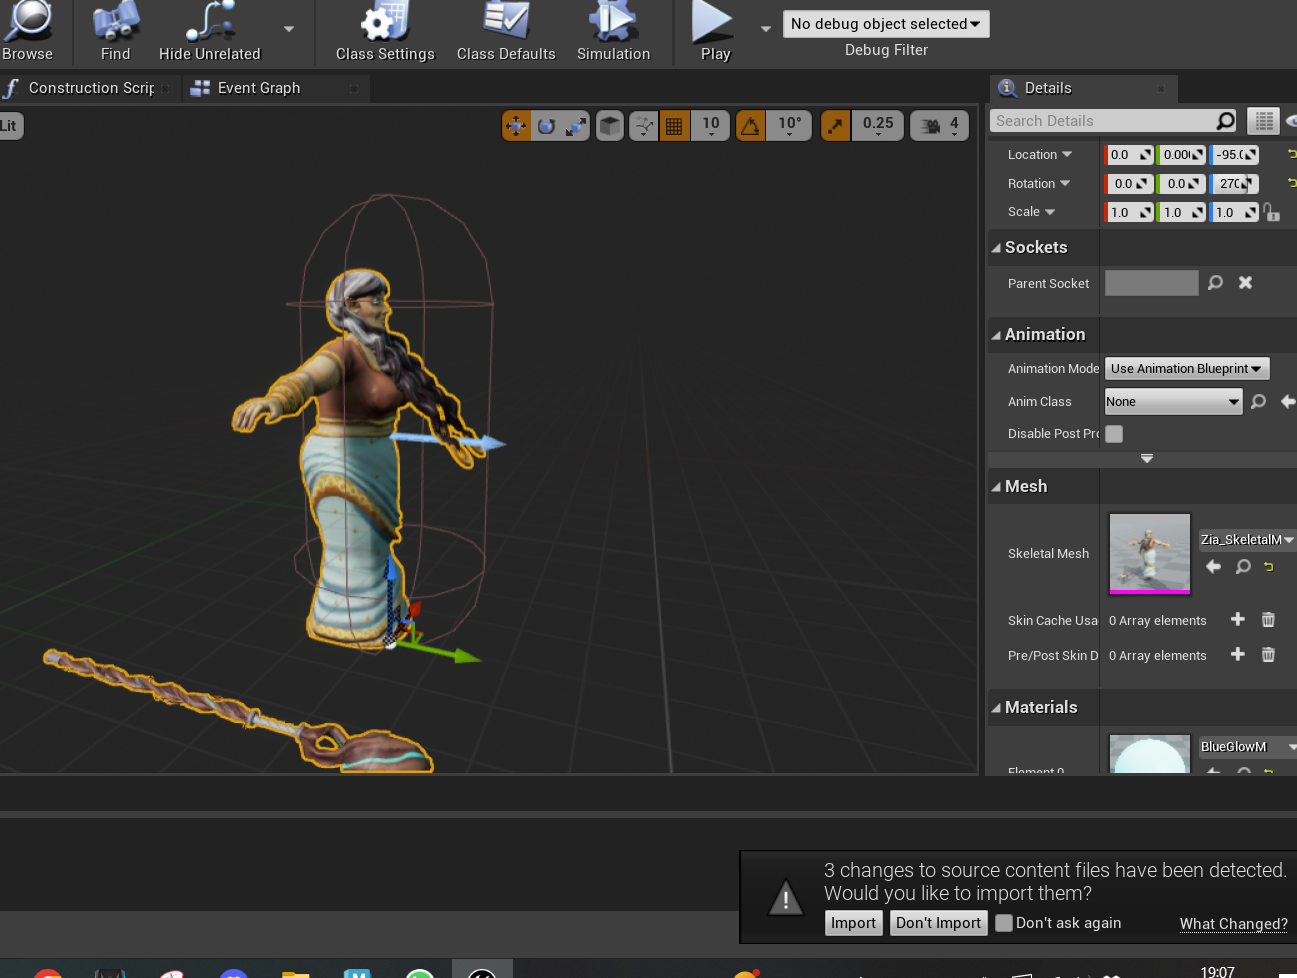 Browse
Find
Hide Unrelated
Class Settings
Class Defaults
Simulation
Play
No debug object selected
Debug Filter
Construction Scrip
Event Graph
Details
Lit
10
10°
0.25
4
Search Details
Location
0.0
0.00
-95.0
Rotation
0.0
0.0
270
Scale
1.0
1.0
1.0
Sockets
Parent Socket
Animation
Animation Mode
Use Animation Blueprint
Anim Class
None
Disable Post Pro
Mesh
Skeletal Mesh
Zia_SkeletalM
Skin Cache Usa
0 Array elements
Pre/Post Skin D
0 Array elements
Materials
BlueGlowM
Element 0
3 changes to source content files have been detected.
Would you like to import them?
Import
Don't Import
Don't ask again
What Changed?
19:07